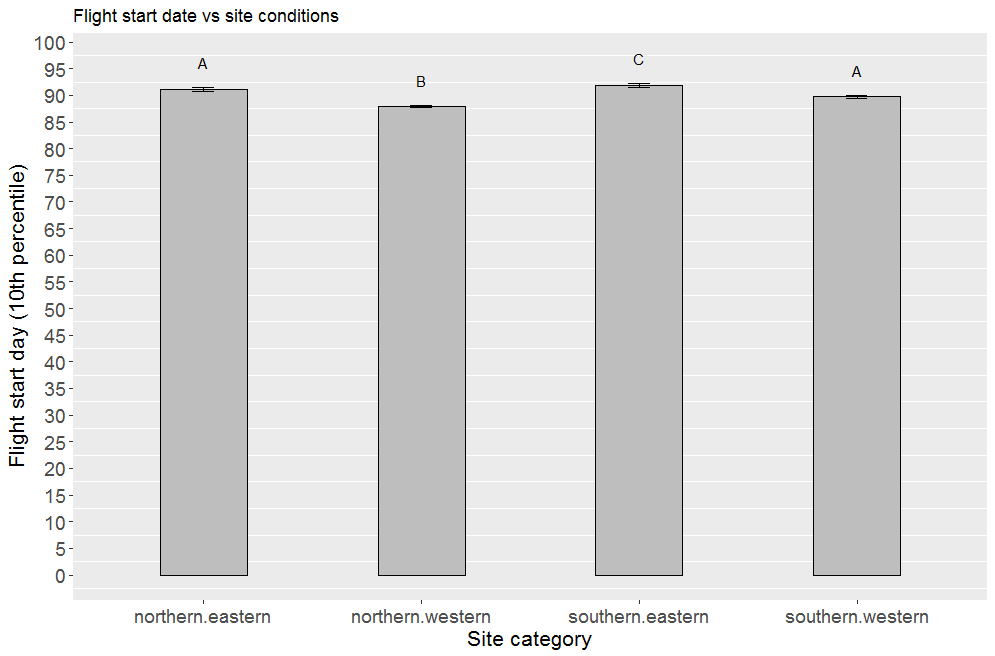 Flight start date vs site conditions
Flight start day (10th percentile)
100
95
90
85
80
75
70
65
60
55
50
45
40
35
30
25
20
15
10
5
0
A
B
C
A
northern.eastern
northern.western
southern.eastern
southern.western
Site category